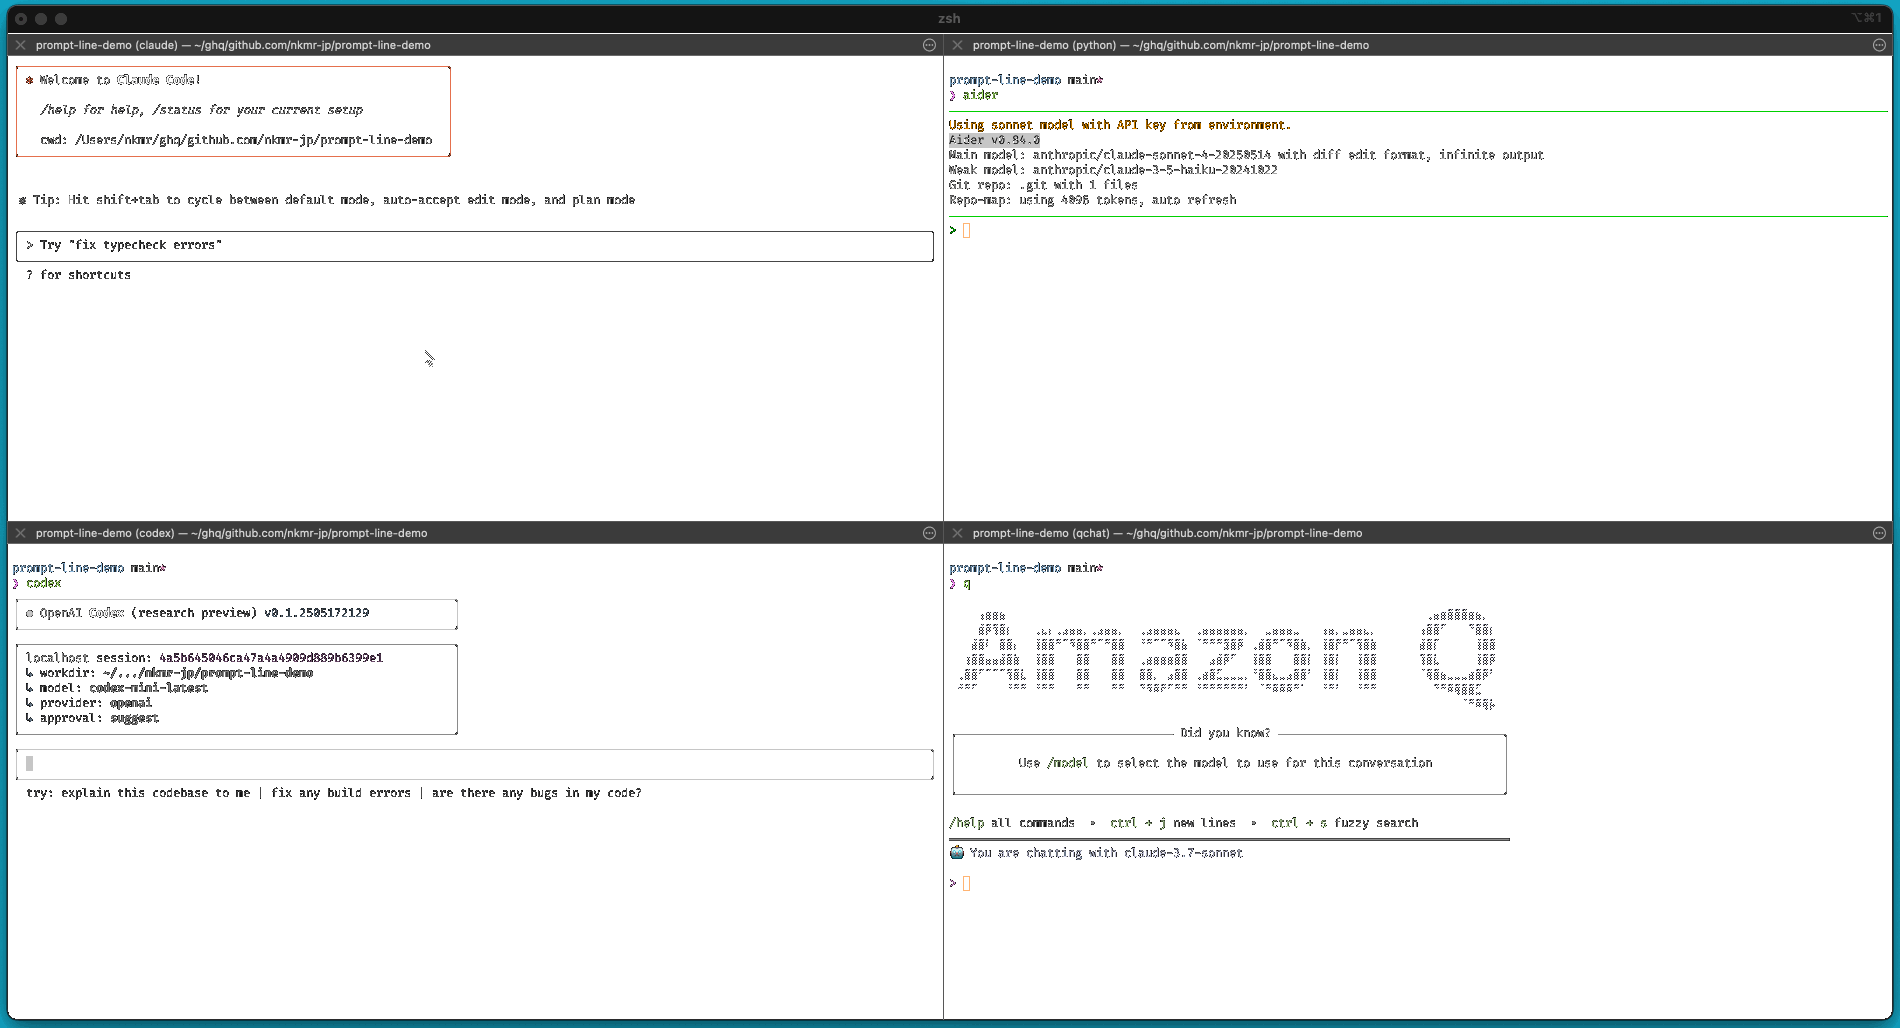 zsh
⌥⌘1
prompt-line-demo (claude) — ~/ghq/github.com/nkmr-jp/prompt-line-demo
✻ Welcome to Claude Code!
/help for help, /status for your current setup
cwd: /Users/nkmr/ghq/github.com/nkmr-jp/prompt-line-demo
※ Tip: Hit shift+tab to cycle between default mode, auto-accept edit mode, and plan mode
> Try "fix typecheck errors"
? for shortcuts
prompt-line-demo (python) — ~/ghq/github.com/nkmr-jp/prompt-line-demo
prompt-line-demo main*
❯ aider
Using sonnet model with API key from environment.
Aider v0.84.0
Main model: anthropic/claude-sonnet-4-20250514 with diff edit format, infinite output
Weak model: anthropic/claude-3-5-haiku-20241022
Git repo: .git with 1 files
Repo-map: using 4096 tokens, auto refresh
>
prompt-line-demo (codex) — ~/ghq/github.com/nkmr-jp/prompt-line-demo
prompt-line-demo main*
❯ codex
● OpenAI Codex (research preview) v0.1.2505172129
localhost session: 4a5b645046ca47a4a4909d889b6399e1
↳ workdir: ~/.../nkmr-jp/prompt-line-demo
↳ model: codex-mini-latest
↳ provider: openai
↳ approval: suggest
try: explain this codebase to me | fix any build errors | are there any bugs in my code?
prompt-line-demo (qchat) — ~/ghq/github.com/nkmr-jp/prompt-line-demo
prompt-line-demo main*
❯ q
Amazon Q
Did you know?
Use /model to select the model to use for this conversation
/help all commands • ctrl + j new lines • ctrl + s fuzzy search
🤖 You are chatting with claude-3.7-sonnet
>